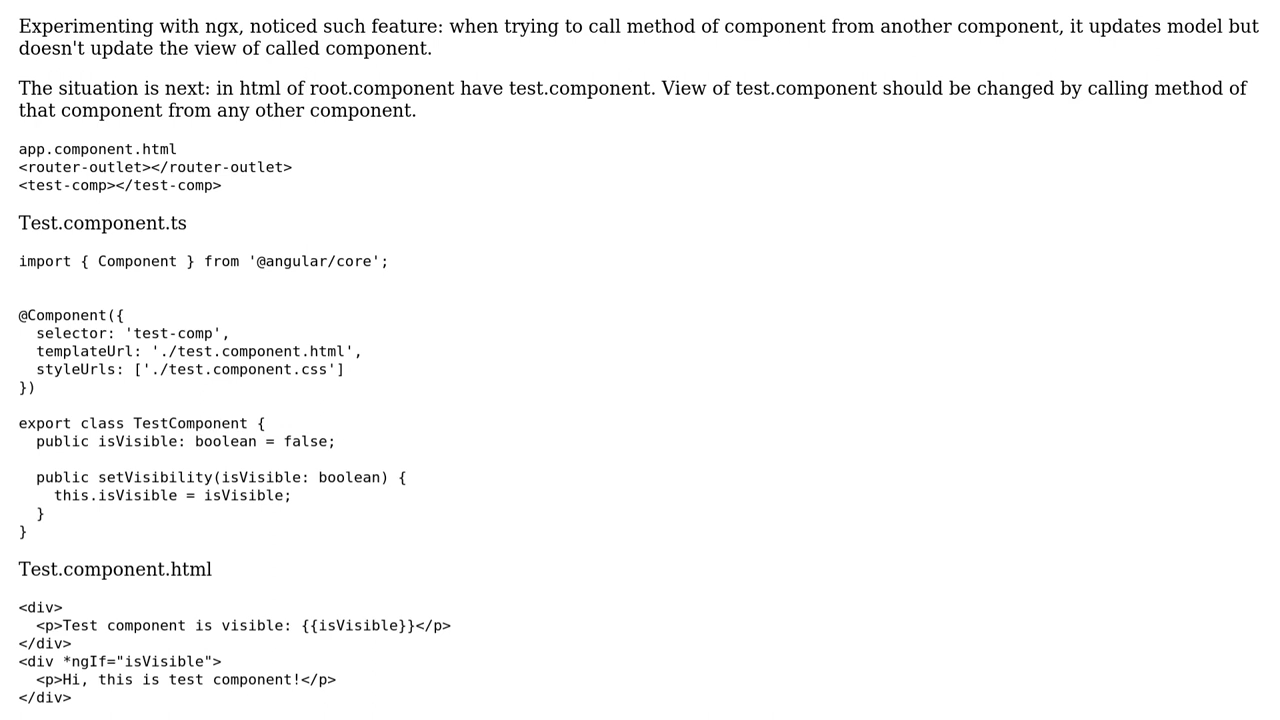 Experimenting with ngx, noticed such feature: when trying to call method of component from another component, it updates model but
doesn't update the view of called component.
The situation is next: in html of root.component have test.component. View of test.component should be changed by calling method of
that component from any other component.
app.component.html
<router-outlet></router-outlet>
<test-comp></test-comp>
Test.component.ts
import { Component } from '@angular/core';
@Component({
  selector: 'test-comp',
  templateUrl: './test.component.html',
  styleUrls: ['./test.component.css']
})
export class TestComponent {
  public isVisible: boolean = false;
  public setVisibility(isVisible: boolean) {
    this.isVisible = isVisible;
  }
}
Test.component.html
<div>
  <p>Test component is visible: {{isVisible}}</p>
</div>
<div *ngIf="isVisible">
  <p>Hi, this is test component!</p>
</div>